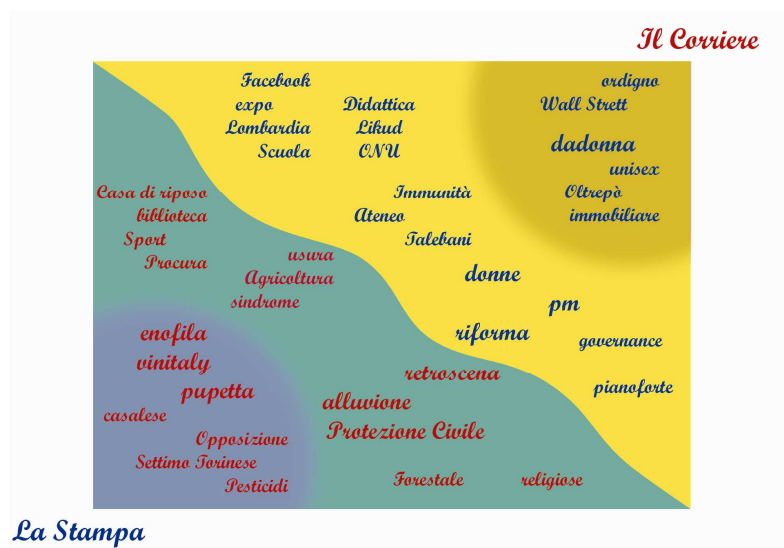 Il Corriere
Facebook
ordigno
expo Didattica
Wall Strett
Lombardia Likud
Scuola ONU
dadonna
unisex
Casa di riposo
Immunità
Oltrepò
biblioteca
Ateneo
immobiliare
Sport
Talebani
Procura
usura
Agricoltura
donne
sindrome
pm
enofila
riforma
governance
vinitaly
retroscena
pupetta
pianoforte
alluvione
casalese
Protezione Civile
Opposizione
Settimo Torinese
Forestale
religiose
Pesticidi
La Stampa